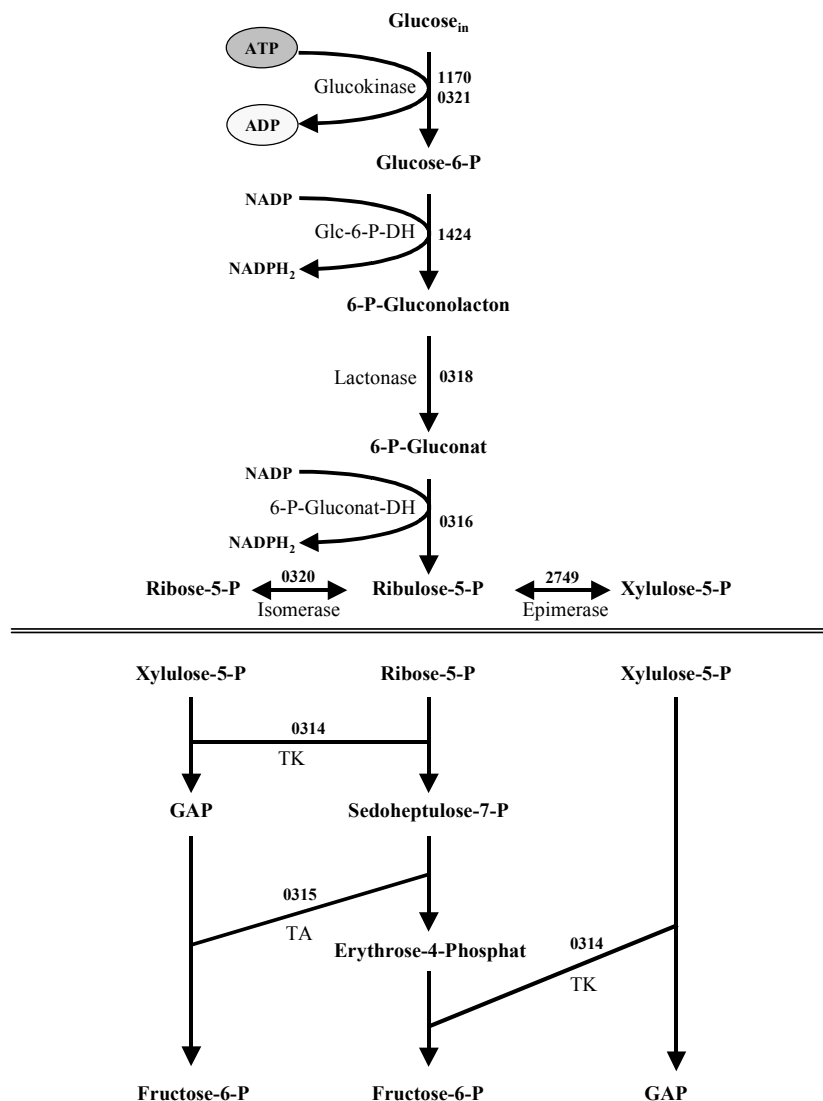 Glucosein
ATP
Glucokinase
1170
0321
ADP
Glucose-6-P
NADP
Glc-6-P-DH
1424
NADPH2
6-P-Gluconolacton
Lactonase
0318
6-P-Gluconat
NADP
6-P-Gluconat-DH
0316
NADPH2
Ribose-5-P
0320
Isomerase
Ribulose-5-P
2749
Epimerase
Xylulose-5-P
Xylulose-5-P
Ribose-5-P
Xylulose-5-P
0314
TK
GAP
Sedoheptulose-7-P
0315
TA
Erythrose-4-Phosphat
0314
TK
Fructose-6-P
Fructose-6-P
GAP